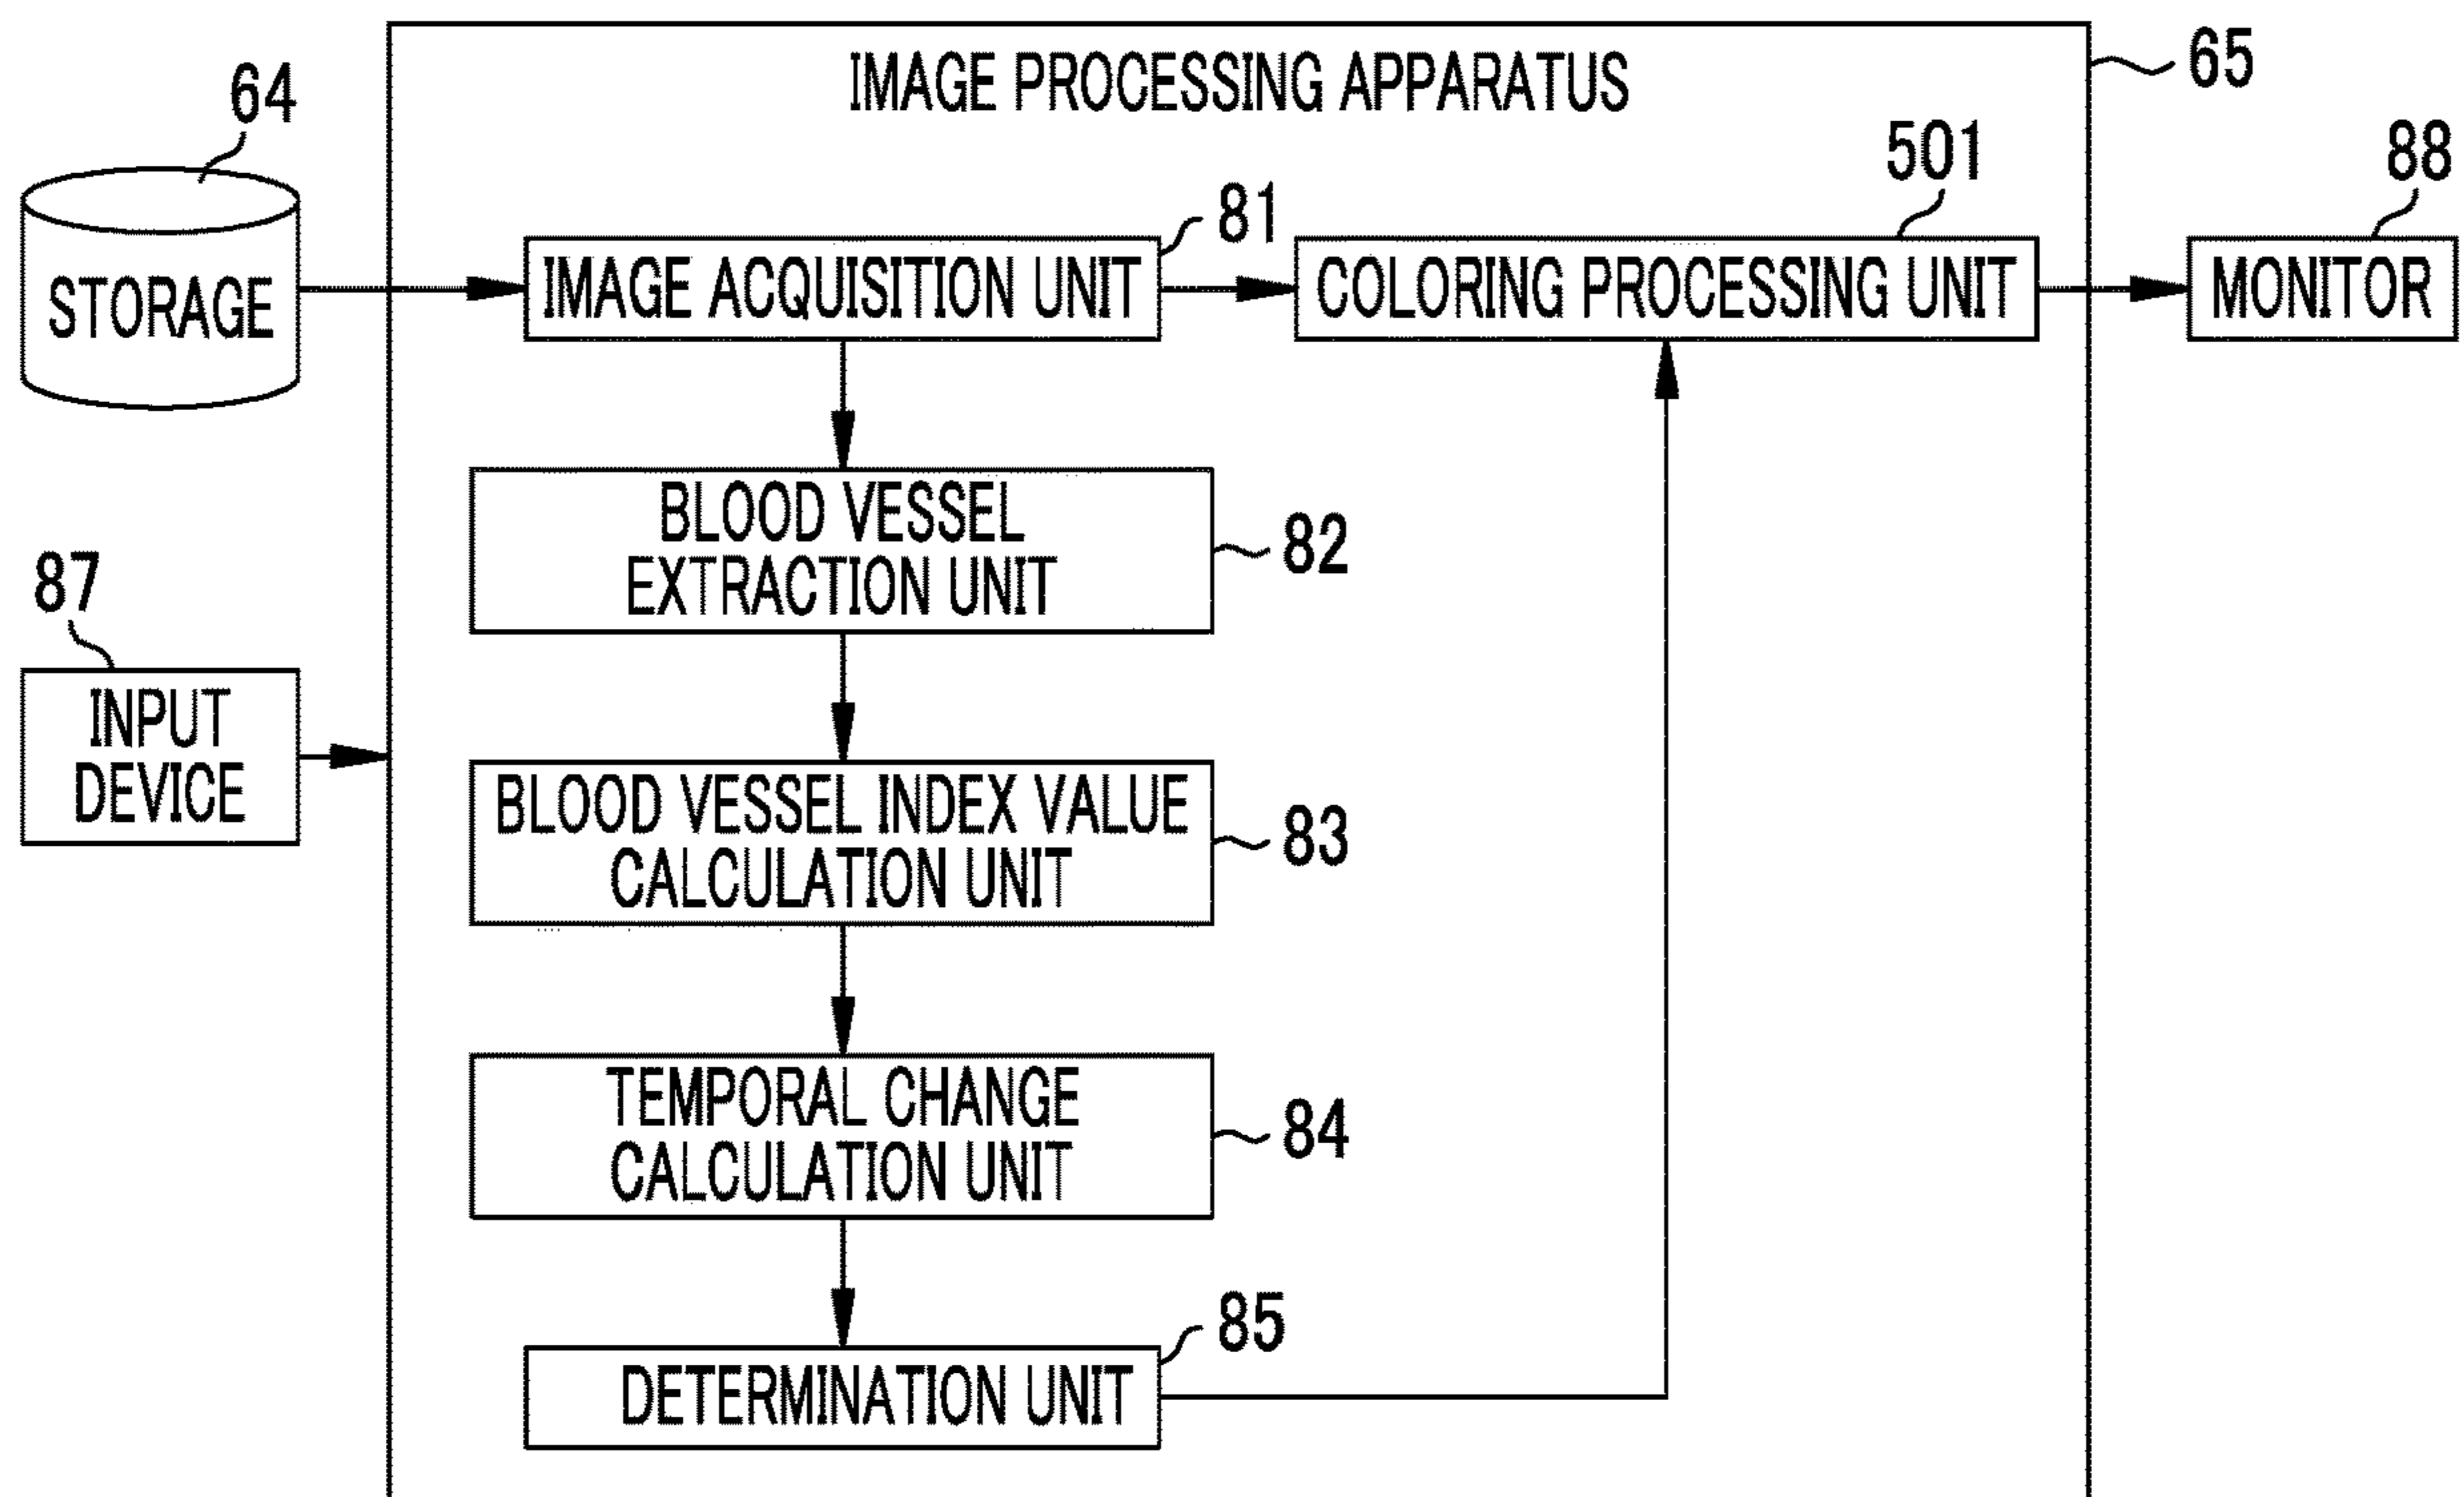 IMAGE PROCESSING APPARATUS
65
64
501
88
81
STORAGE
IMAGE ACQUISITION UNIT
COLORING PROCESSING UNIT
MONITOR
BLOOD VESSEL
EXTRACTION UNIT
82
87
INPUT
DEVICE
BLOOD VESSEL INDEX VALUE
CALCULATION UNIT
83
TEMPORAL CHANGE
CALCULATION UNIT
84
85
DETERMINATION UNIT